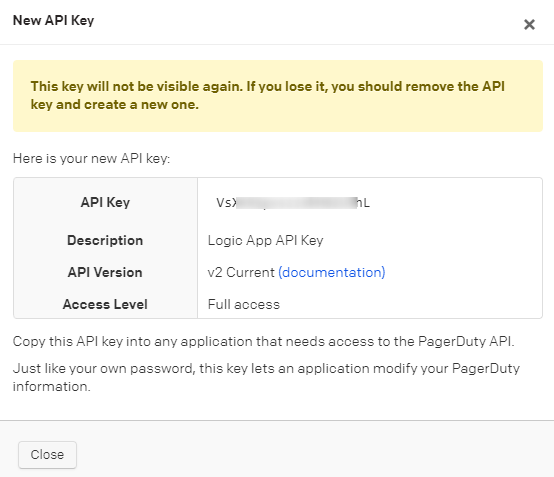 New API Key
This key will not be visible again. If you lose it, you should remove the API
key and create a new one.
Here is your new API key:
API Key
Description Logic App API Key
API Version v2 Current (documentation)
Access Level Full access
Copy this API key into any application that needs access to the PagerDuty API.
Just like your own password, this key lets an application modify your PagerDuty
information.
Close